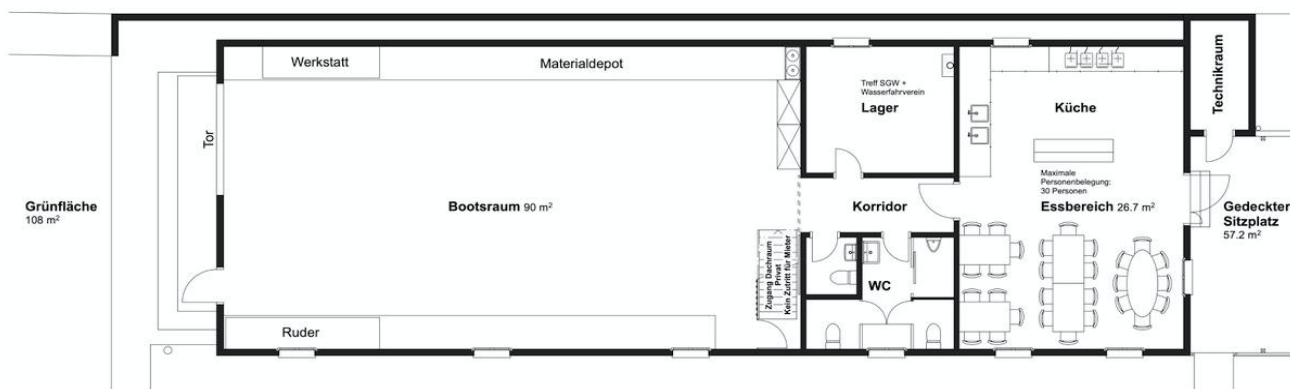 Werkstatt
Materialdepot
Tor
Grünfläche
108 m²
Bootsraum 90 m²
Ruder
Zugang Dachraum
Privat
Kein Zutritt für Mieter
Treff SGW +
Wasserfahrverein
Lager
Korridor
WC
Küche
Maximale
Personenbelegung:
30 Personen
Essbereich 26.7 m²
Technikraum
Gedeckter
Sitzplatz
57.2 m²